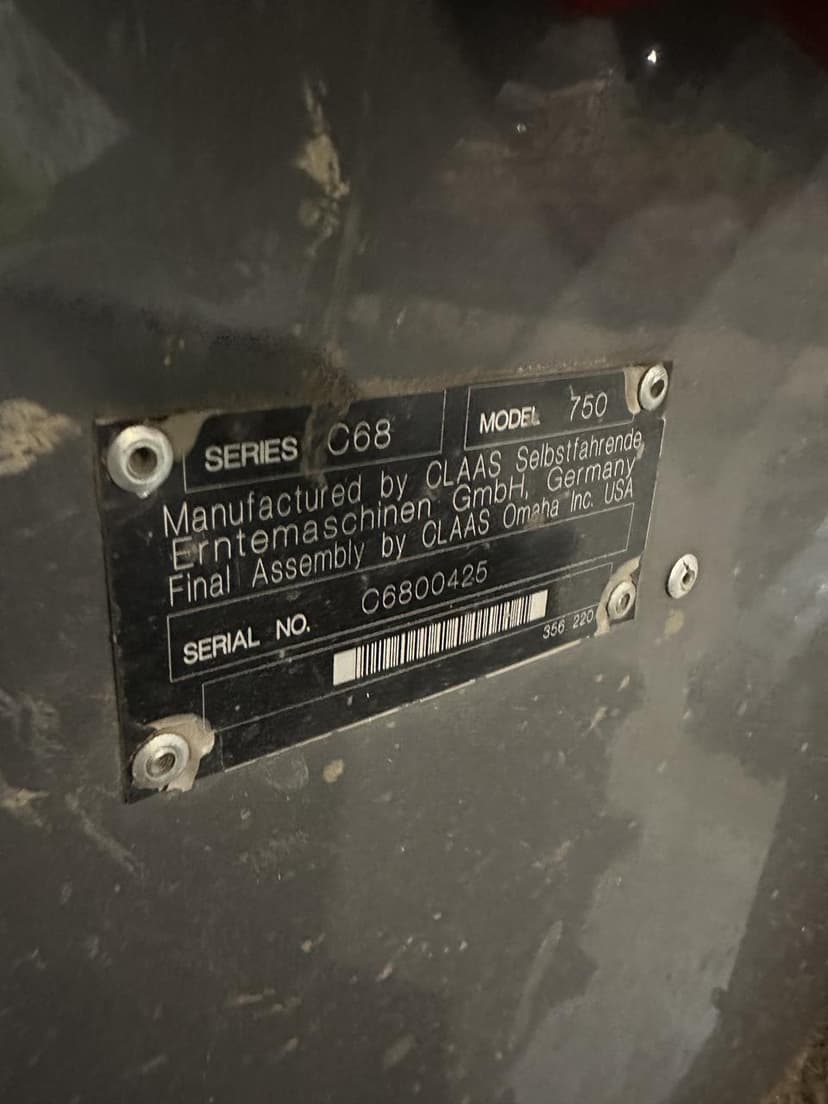 SERIES C68 MODEL 750
Manufactured by CLAAS Selbstfahrende
Erntemaschinen GmbH, Germany
Final Assembly by CLAAS Omaha Inc. USA
SERIAL NO. C6800425
356 220